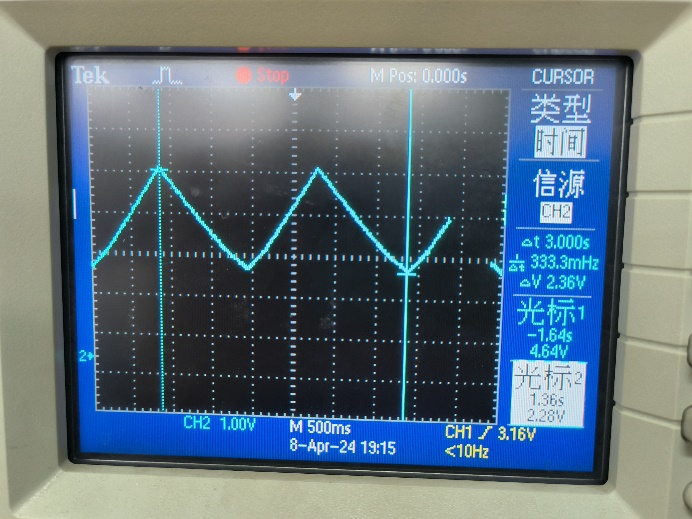 Tek Stop M Pos: 0.000s CURSOR
类型
时间
信源
CH2
Δt 3.000s
1/Δt 333.3mHz
ΔV 2.36V
光标1
-1.64s
4.64V
光标2
1.36s
2.28V
2
CH2 1.00V M 500ms CH1 3.16V
8-Apr-24 19:15 <10Hz